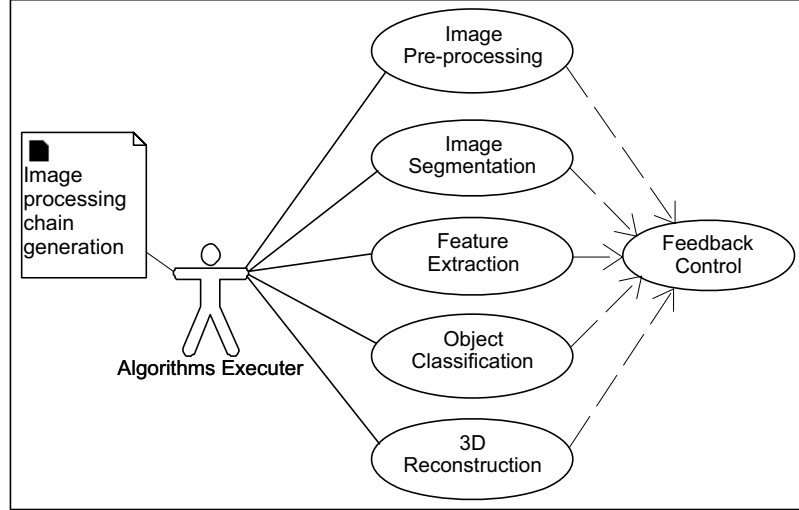 Image
Pre-processing
Image
Segmentation
Image
processing
chain
generation
Feature
Extraction
Feedback
Control
Object
Classification
Algorithms Executer
3D
Reconstruction